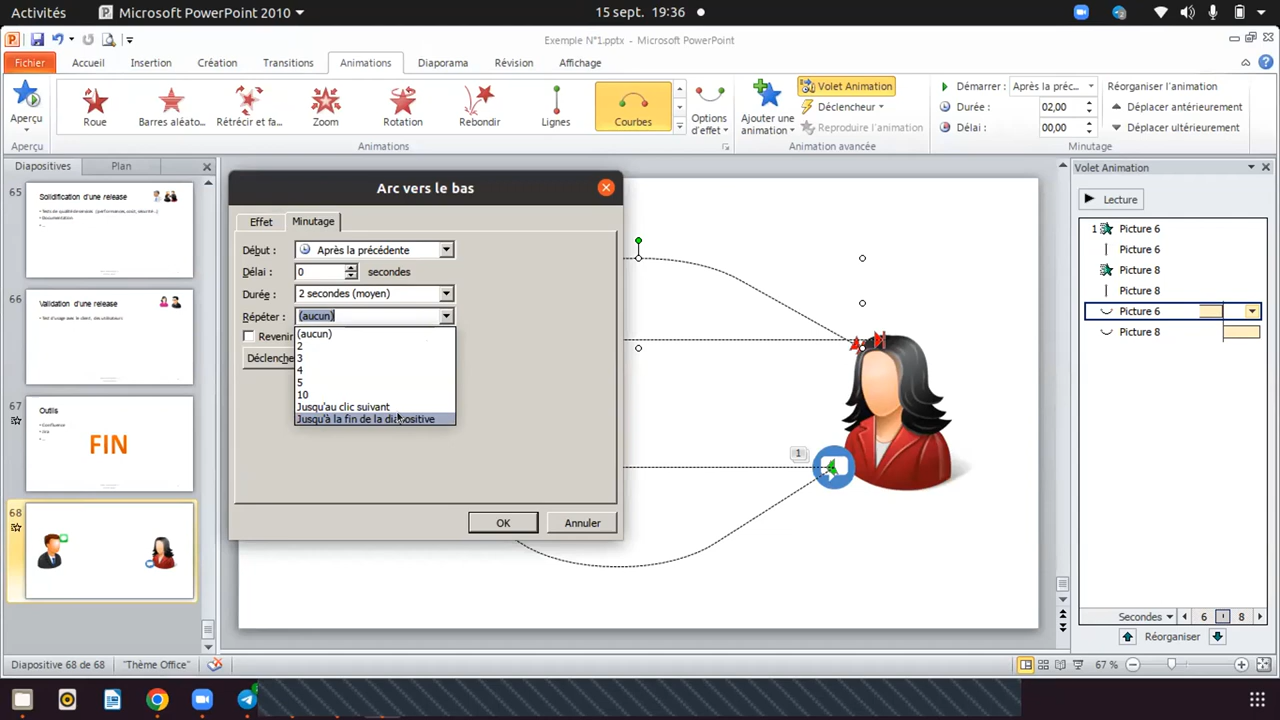 Activités
Microsoft PowerPoint 2010
15 sept. 19:36
Exemple N°1.pptx - Microsoft PowerPoint
Fichier
Accueil
Insertion
Création
Transitions
Animations
Diaporama
Révision
Affichage
Aperçu
Roue
Barres aléato...
Rétrécir et fa...
Zoom
Rotation
Rebondir
Lignes
Courbes
Options d'effet
Ajouter une animation
Volet Animation
Déclencheur
Reproduire l'animation
Démarrer : Après la préc...
Durée : 02,00
Délai : 00,00
Réorganiser l'animation
Déplacer antérieurement
Déplacer ultérieurement
Aperçu
Animations
Animation avancée
Minutage
Diapositives
Plan
65
Solidification d'une release
66
Validation d'une release
67
Outils
FIN
68
Arc vers le bas
Effet
Minutage
Début : Après la précédente
Délai : 0 secondes
Durée : 2 secondes (moyen)
Répéter : (aucun)
Revenir
Déclenche
(aucun)
2
3
4
5
10
Jusqu'au clic suivant
Jusqu'à la fin de la diapositive
OK
Annuler
1
Volet Animation
Lecture
1 Picture 6
Picture 6
Picture 8
Picture 8
Picture 6
Picture 8
Secondes 6 8
Réorganiser
Diapositive 68 de 68
"Thème Office"
67 %